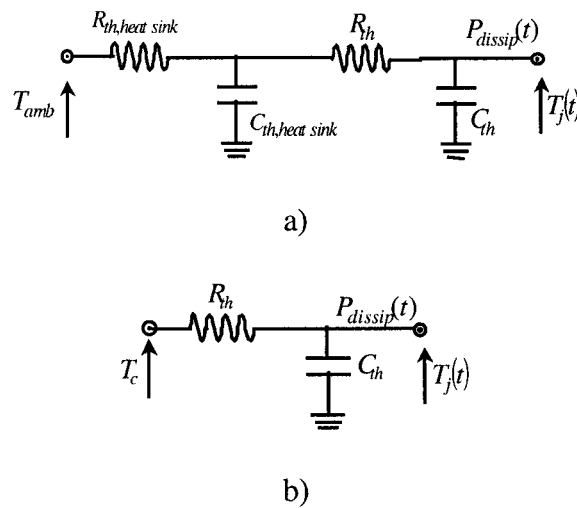 R_th,heat sink
R_th
P_dissip(t)
T_amb
C_th,heat sink
C_th
T_j(t)
a)
R_th
P_dissip(t)
T_c
C_th
T_j(t)
b)